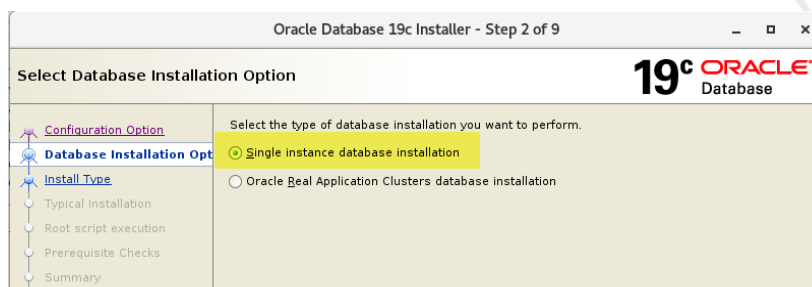 Oracle Database 19c Installer - Step 2 of 9
Select Database Installation Option
19c ORACLE
Database
Configuration Option
Database Installation Opt
Install Type
Typical Installation
Root script execution
Prerequisite Checks
Summary
Select the type of database installation you want to perform.
Single instance database installation
Oracle Real Application Clusters database installation